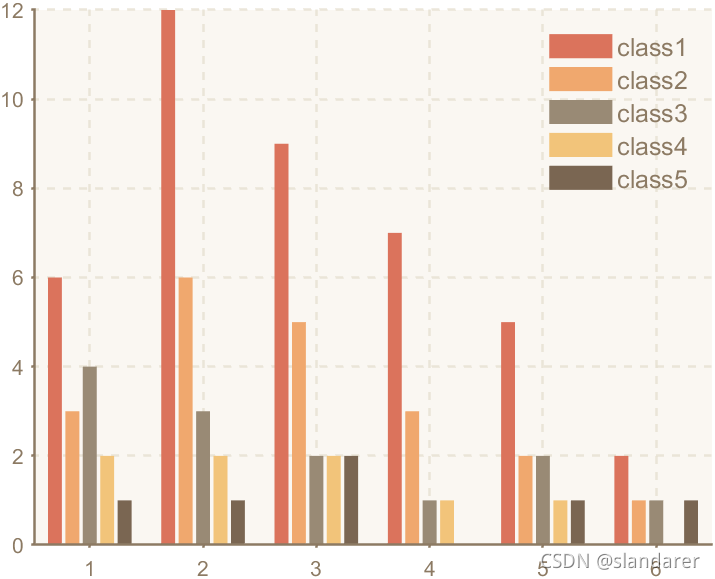 12
10
8
6
4
2
0
class1
class2
class3
class4
class5
1 2 3 4 5 6
CSDN @slandarer